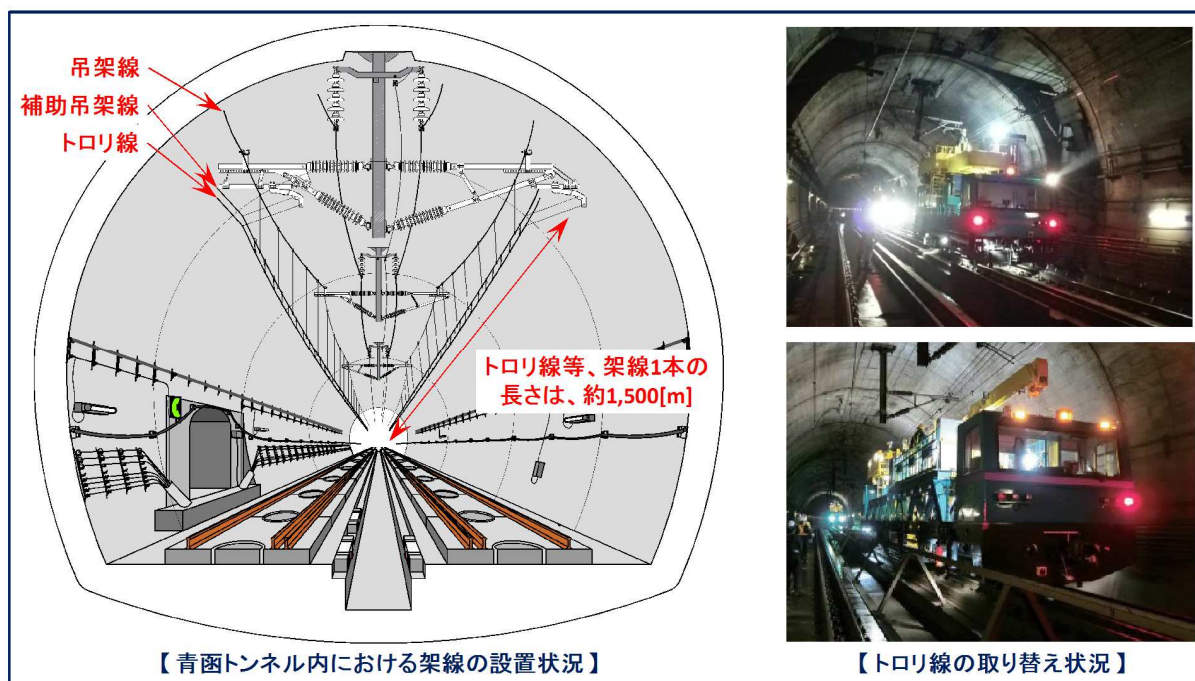 吊架線
補助吊架線
トロリ線
トロリ線等、架線1本の
長さは、約1,500[m]
【 青函トンネル内における架線の設置状況 】
【 トロリ線の取り替え状況 】